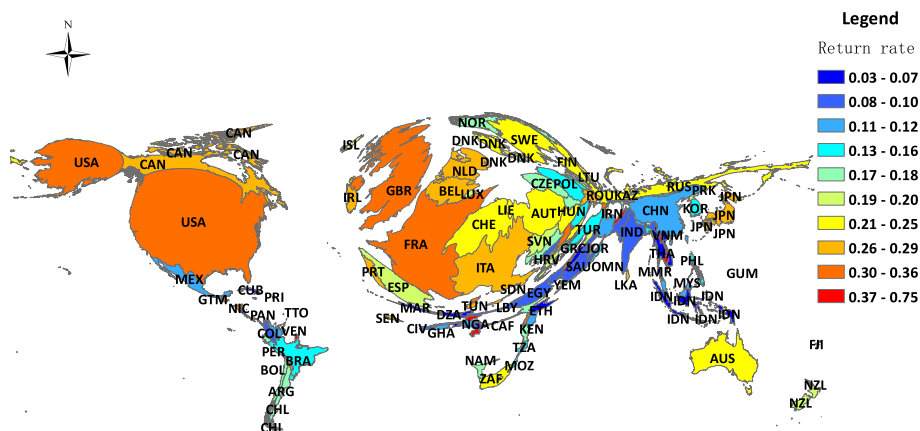 N
Legend
Return rate
0.03 - 0.07
0.08 - 0.10
0.11 - 0.12
0.13 - 0.16
0.17 - 0.18
0.19 - 0.20
0.21 - 0.25
0.26 - 0.29
0.30 - 0.36
0.37 - 0.75
NOR
CAN
DNK
DNK
SWE
ISL
CAN
CAN
USA
CAN
DNK
DNK
FIN
NLD
LTU
CZE
POL
GBR
BEL
LUX
IRL
ROU
KAZ
RUS
PRK
JPN
USA
LIE
AUT
HUN
IRN
CHN
KOR
JPN
CHE
TUR
IND
JPN
JPN
FRA
SVN
VNM
GRC
JOR
THA
HRV
PHL
PRT
ITA
SAU
OMN
MMR
GUM
MEX
ESP
SDN
EGY
YEM
LKA
MYS
CUB
PRI
GTM
NIC
PAN
TTO
MAR
TUN
LBY
ETH
IDN
IDN
IDN
SEN
DZA
NGA
CAF
KEN
IDN
IDN
IDN
CIV
GHA
COL
VEN
PER
BRA
TZA
FJI
BOL
NAM
MOZ
AUS
ARG
ZAF
NZL
CHL
NZL
CHL